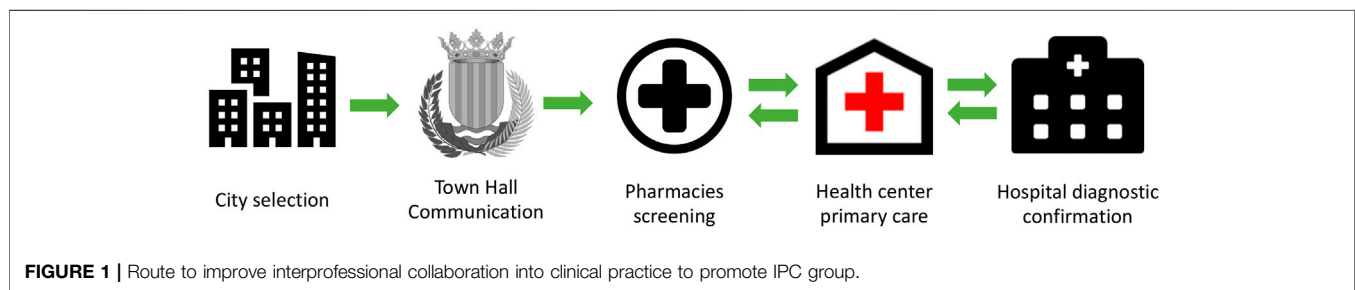 City selection
Town Hall
Communication
Pharmacies
screening
Health center
primary care
Hospital diagnostic
confirmation
FIGURE 1 | Route to improve interprofessional collaboration into clinical practice to promote IPC group.